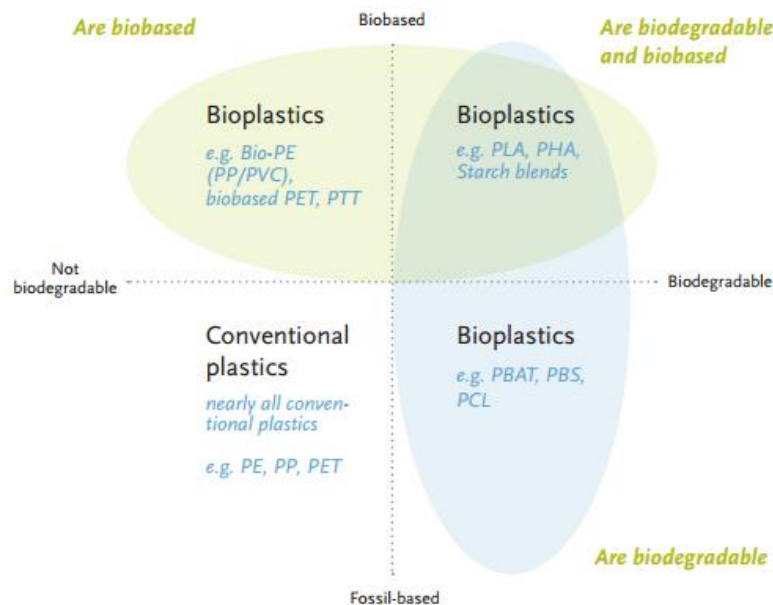 Are biobased
Biobased
Are biodegradable
and biobased
Bioplastics
e.g. Bio-PE
(PP/PVC),
biobased PET, PTT
Bioplastics
e.g. PLA, PHA,
Starch blends
Not
biodegradable
Biodegradable
Conventional
plastics
nearly all conven-
tional plastics
e.g. PE, PP, PET
Bioplastics
e.g. PBAT, PBS,
PCL
Are biodegradable
Fossil-based